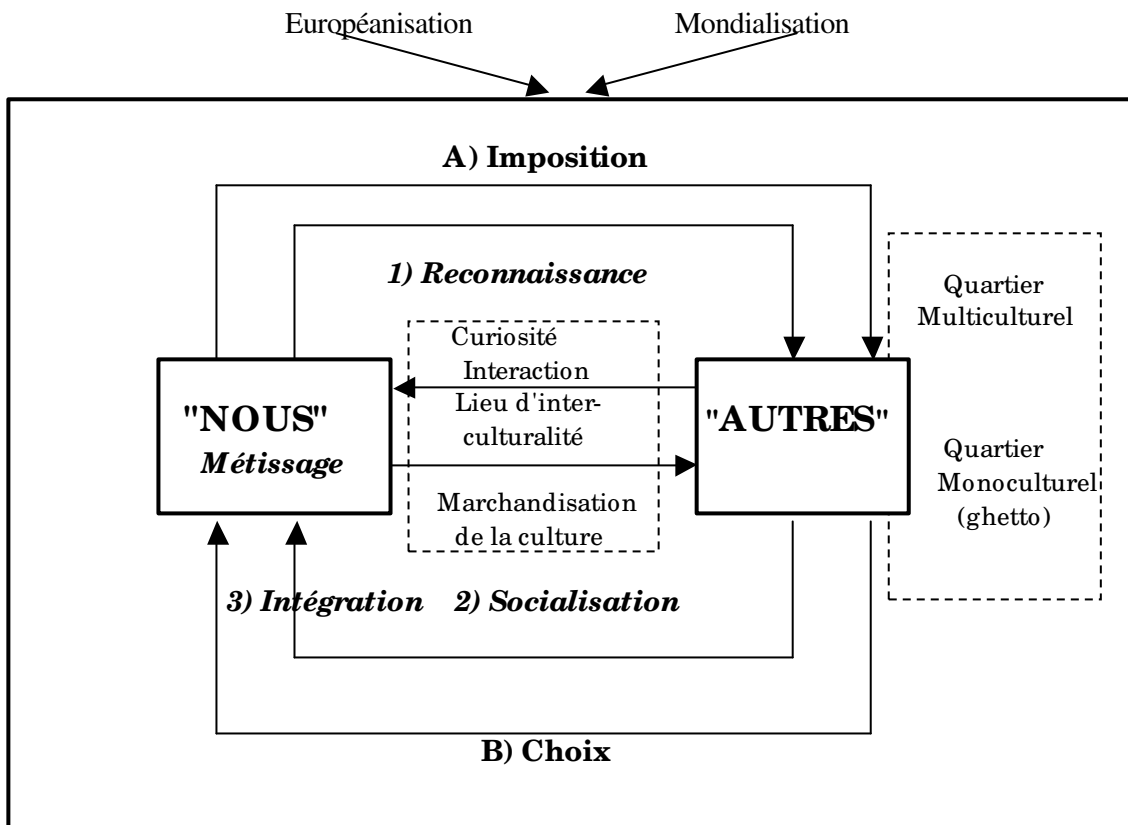 Européanisation Mondialisation
A) Imposition
1) Reconnaissance
Quartier
Multiculturel
Curiosité
Interaction
Lieu d'inter-
culturalité
"NOUS"
Métissage
"AUTRES"
Quartier
Monoculturel
(ghetto)
Marchandisation
de la culture
3) Intégration 2) Socialisation
B) Choix